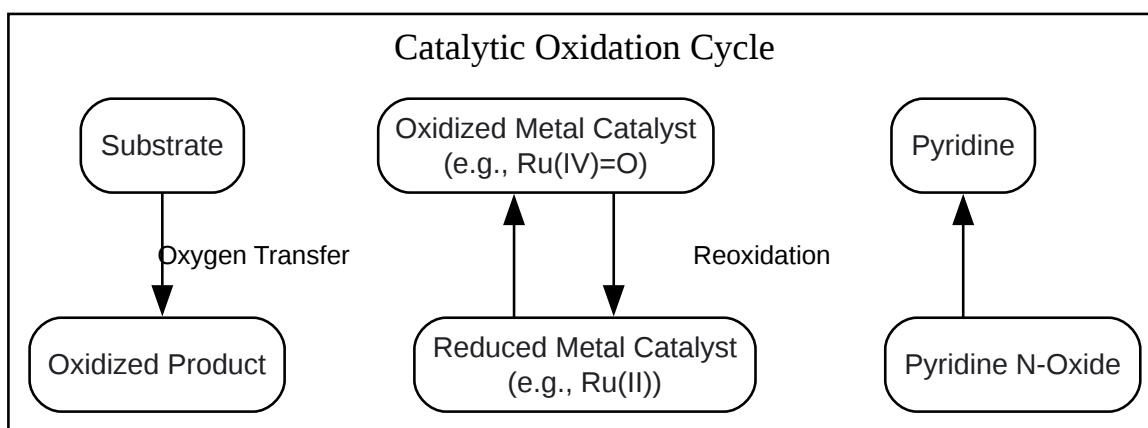 Catalytic Oxidation Cycle
Substrate
Oxidized Metal Catalyst
(e.g., Ru(IV)=O)
Pyridine
Oxygen Transfer
Reoxidation
Oxidized Product
Reduced Metal Catalyst
(e.g., Ru(II))
Pyridine N-Oxide